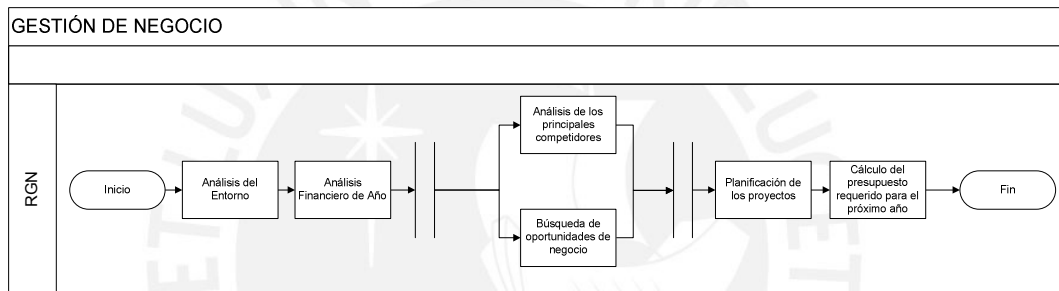 GESTIÓN DE NEGOCIO
RGN
Inicio
Análisis del
Entorno
Análisis
Financiero de Año
Análisis de los
principales
competidores
Búsqueda de
oportunidades de
negocio
Planificación de
los proyectos
Cálculo del
presupuesto
requerido para el
próximo año
Fin